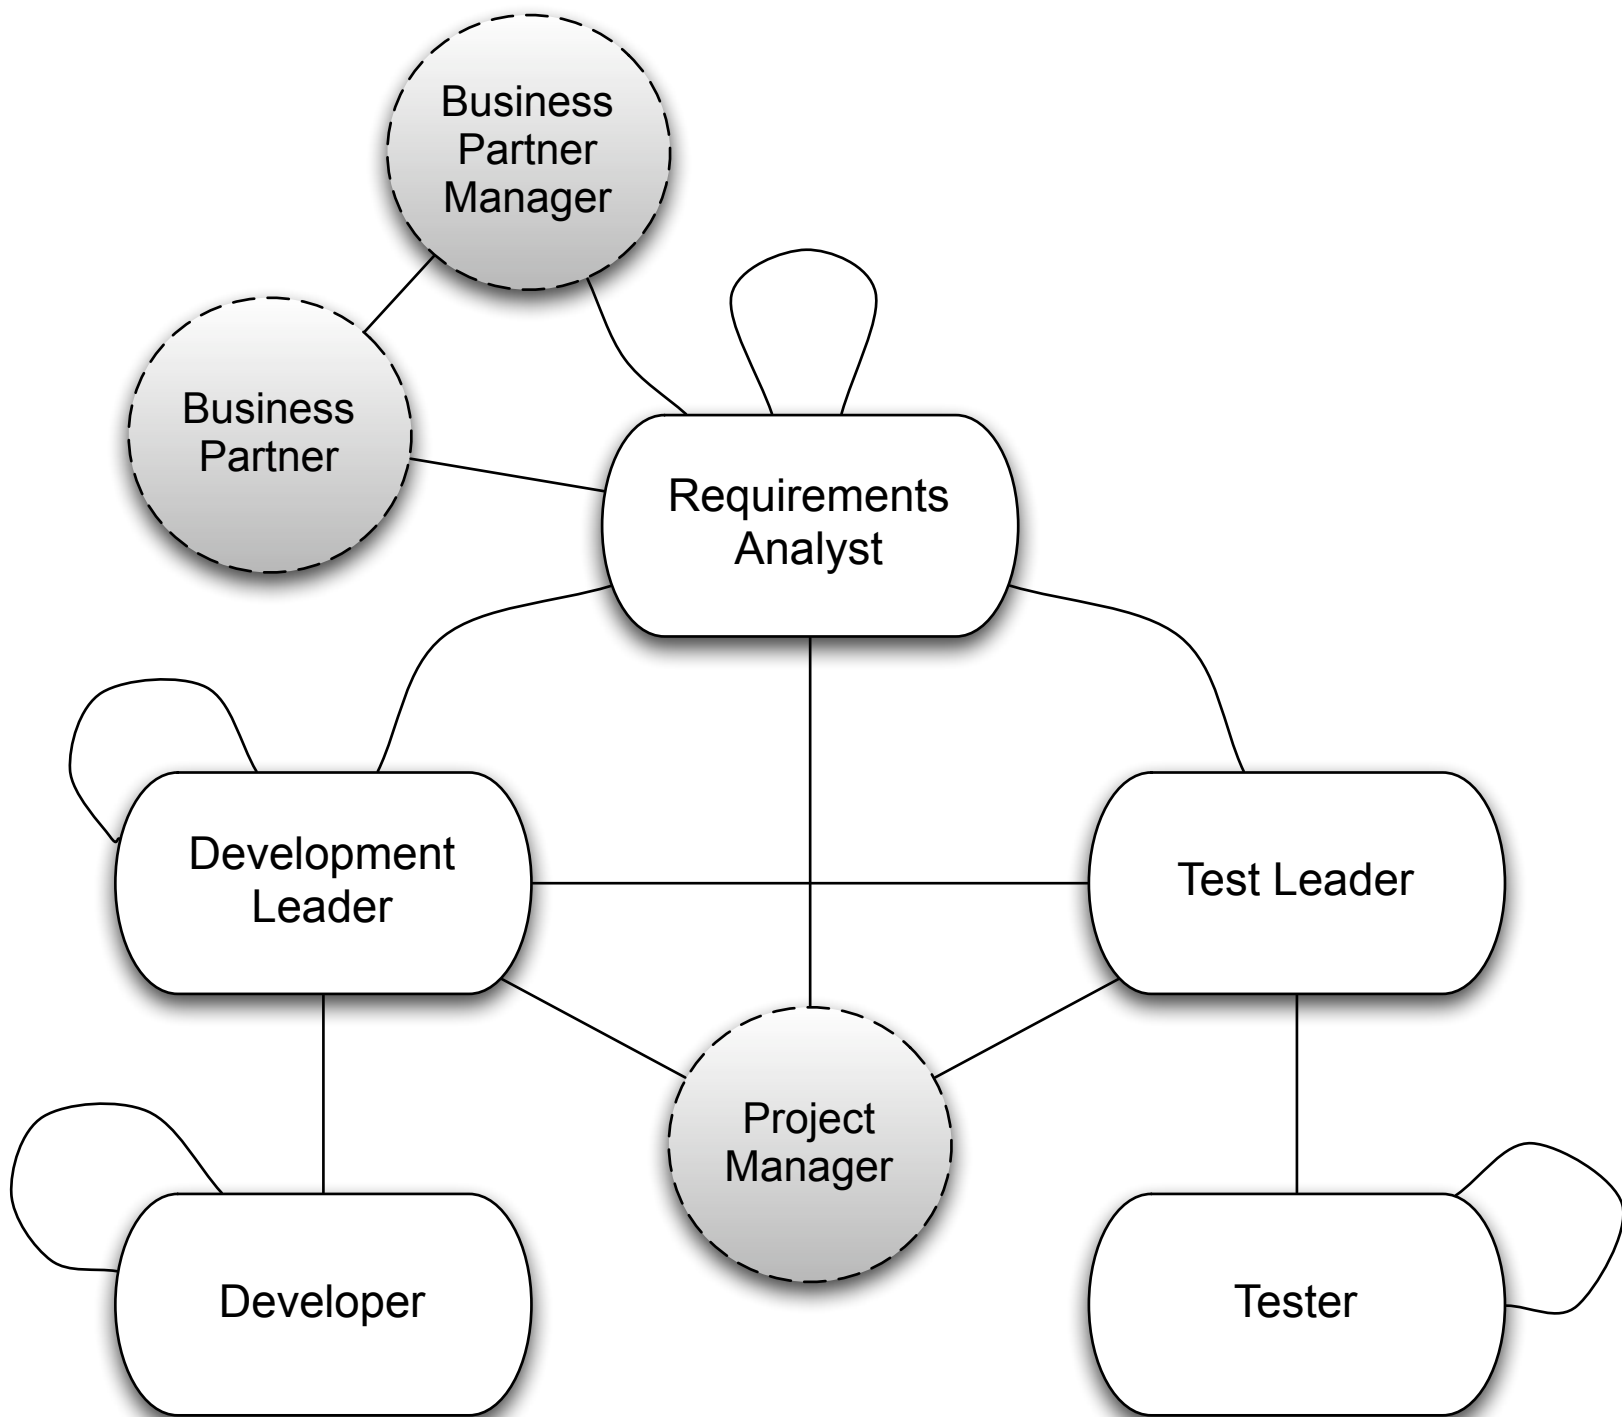 Business
Partner
Manager
Business
Partner
Requirements
Analyst
Development
Leader
Test Leader
Project
Manager
Developer
Tester